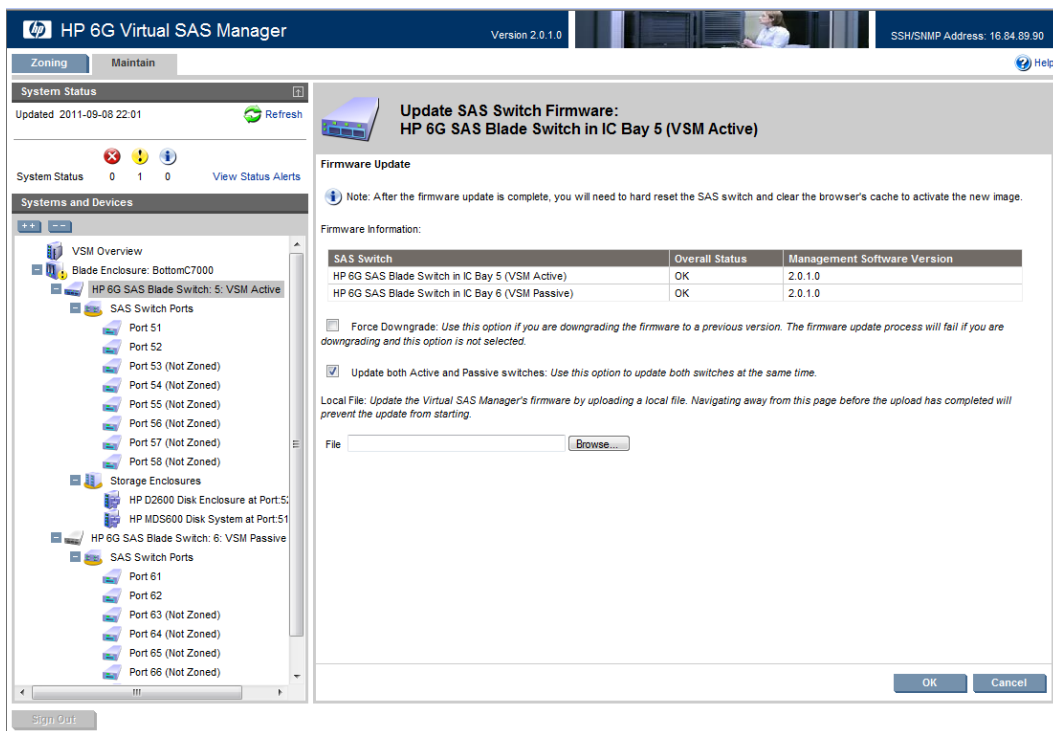 hp HP 6G Virtual SAS Manager
Version 2.0.1.0
SSH/SNMP Address: 16.84.89.90
Zoning
Maintain
Help
System Status
Updated 2011-09-08 22:01
Refresh
System Status 0 1 0 View Status Alerts
Systems and Devices
VSM Overview
Blade Enclosure: BottomC7000
HP 6G SAS Blade Switch: 5: VSM Active
SAS Switch Ports
Port 51
Port 52
Port 53 (Not Zoned)
Port 54 (Not Zoned)
Port 55 (Not Zoned)
Port 56 (Not Zoned)
Port 57 (Not Zoned)
Port 58 (Not Zoned)
Storage Enclosures
HP D2600 Disk Enclosure at Port:52
HP MDS600 Disk System at Port:51
HP 6G SAS Blade Switch: 6: VSM Passive
SAS Switch Ports
Port 61
Port 62
Port 63 (Not Zoned)
Port 64 (Not Zoned)
Port 65 (Not Zoned)
Port 66 (Not Zoned)
Sign Out
Update SAS Switch Firmware:
HP 6G SAS Blade Switch in IC Bay 5 (VSM Active)
Firmware Update
Note: After the firmware update is complete, you will need to hard reset the SAS switch and clear the browser's cache to activate the new image.
Firmware Information:
SAS Switch Overall Status Management Software Version
HP 6G SAS Blade Switch in IC Bay 5 (VSM Active) OK 2.0.1.0
HP 6G SAS Blade Switch in IC Bay 6 (VSM Passive) OK 2.0.1.0
Force Downgrade: Use this option if you are downgrading the firmware to a previous version. The firmware update process will fail if you are
downgrading and this option is not selected.
Update both Active and Passive switches: Use this option to update both switches at the same time.
Local File: Update the Virtual SAS Manager's firmware by uploading a local file. Navigating away from this page before the upload has completed will
prevent the update from starting.
File
Browse...
OK
Cancel